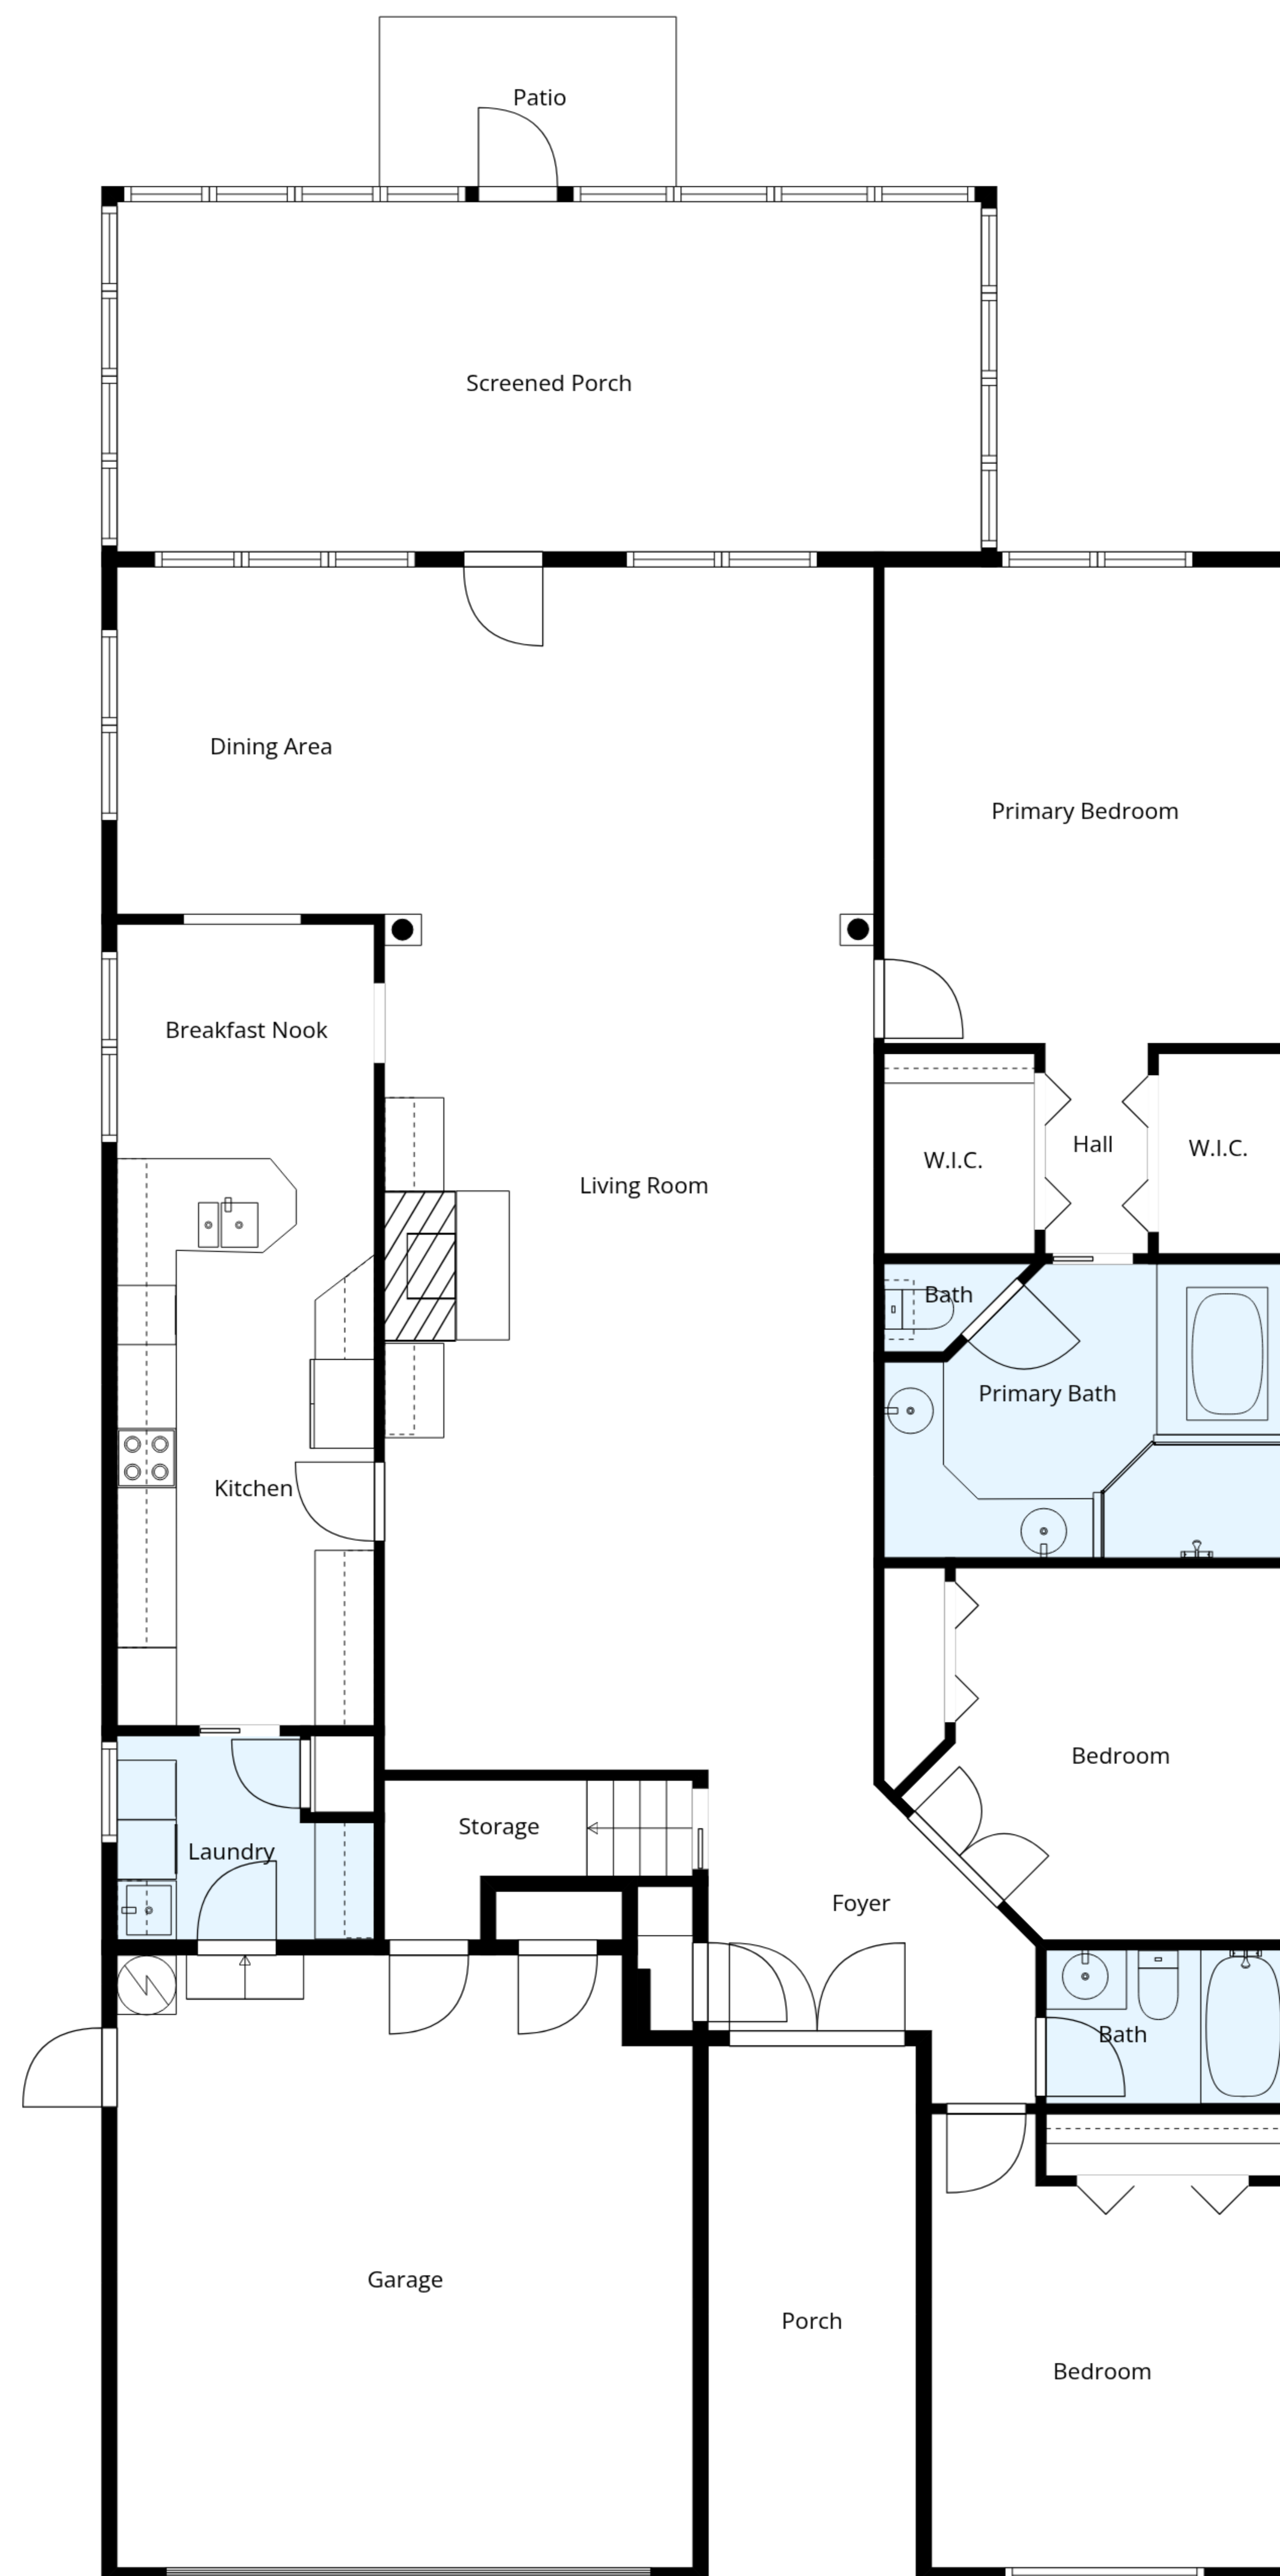 Patio
Screened Porch
Dining Area
Primary Bedroom
Breakfast Nook
Hall
W.I.C.
W.I.C.
Living Room
Bath
Primary Bath
Kitchen
Bedroom
Storage
Laundry
Foyer
Bath
Garage
Porch
Bedroom